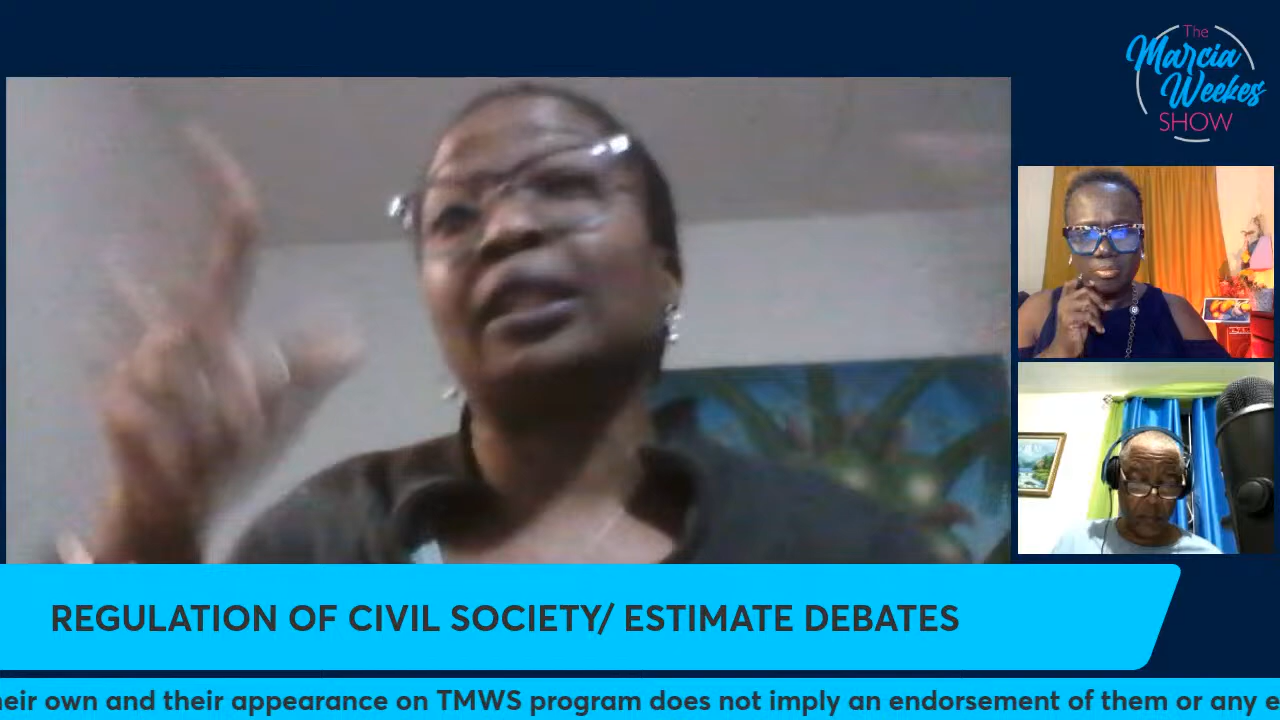 The
Marcia
Weekes
SHOW
REGULATION OF CIVIL SOCIETY/ ESTIMATE DEBATES
own and their appearance on TMWS program does not imply an endorsement of them or any